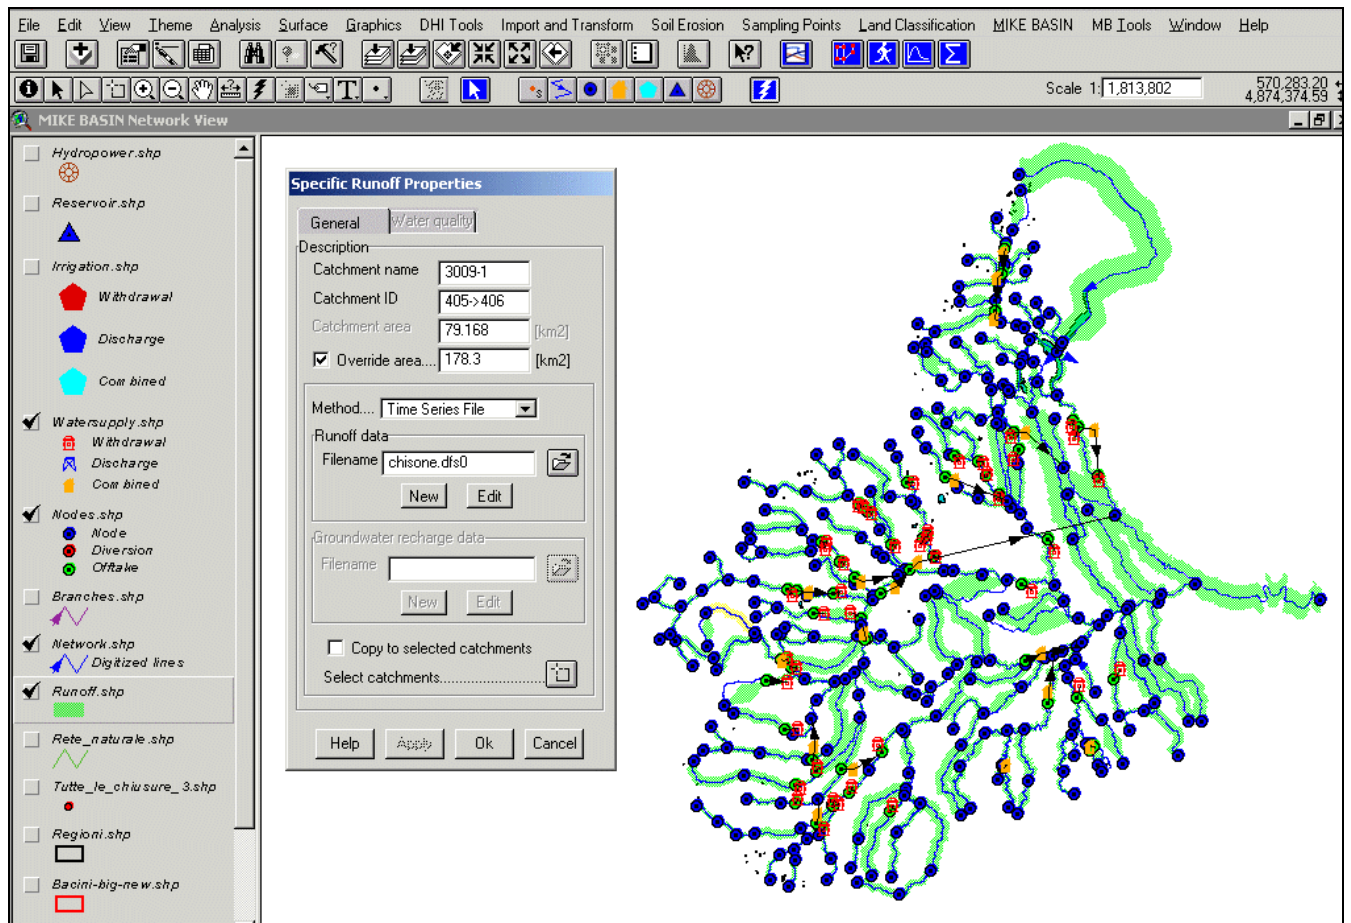 File Edit View Theme Analysis Surface Graphics DHI Tools Import and Transform Soil Erosion Sampling Points Land Classification MIKE BASIN MB Tools Window Help
Scale 1: 1,813,802
570,283.20
4,874,374.59
MIKE BASIN Network View
Hydropower.shp
Reservoir.shp
Irrigation.shp
Withdrawal
Discharge
Combined
Watersupply.shp
Withdrawal
Discharge
Combined
Nodes.shp
Node
Diversion
Offtake
Branches.shp
Network.shp
Digitized lines
Runoff.shp
Rete_naturale.shp
Tutte_le_chiusure_3.shp
Regioni.shp
Bacini-big-new.shp
Specific Runoff Properties
General Water quality
Description
Catchment name 3009-1
Catchment ID 405->406
Catchment area 79.168 [km2]
Override area.... 178.3 [km2]
Method.... Time Series File
Runoff data
Filename chisone.dfs0
New Edit
Groundwater recharge data
Filename
New Edit
Copy to selected catchments
Select catchments.......................
Help Apply Ok Cancel